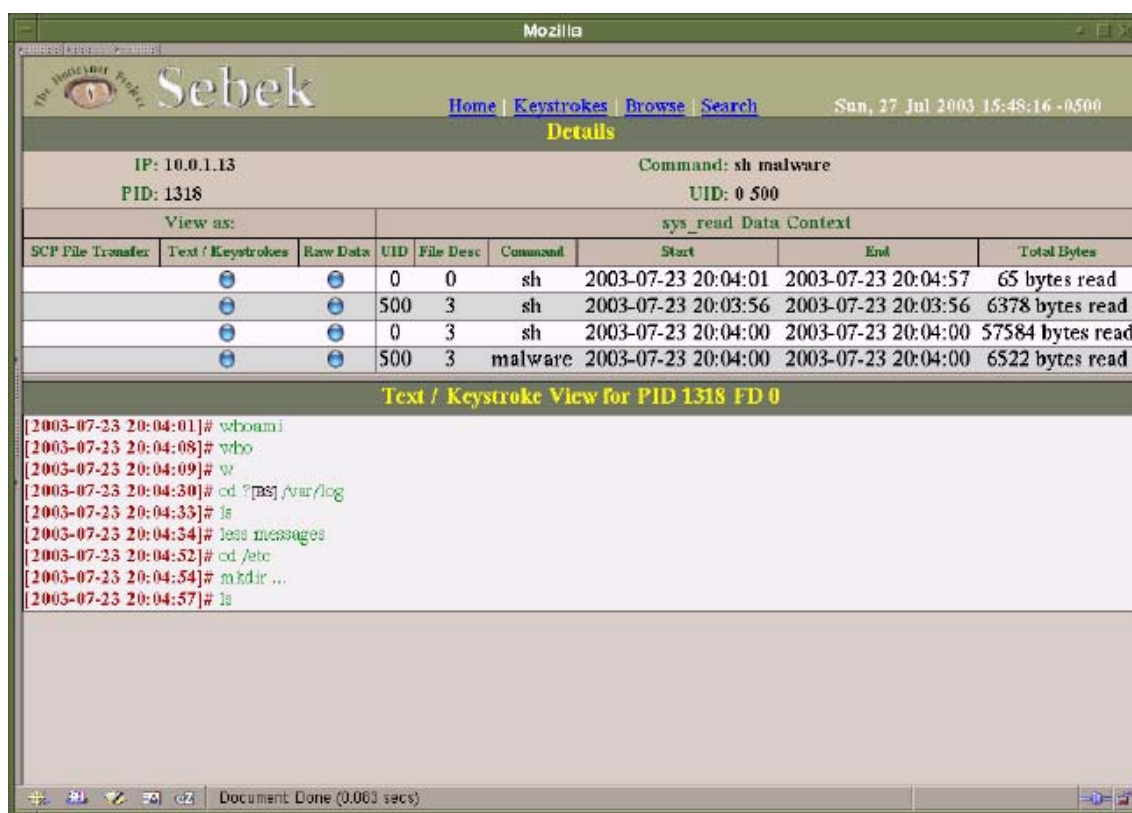 Mozilla
The Honeynet Project
Sebek
Home | Keystrokes | Browse | Search
Sun, 27 Jul 2003 15:48:16 -0500
Details
IP: 10.0.1.13 Command: sh malware
PID: 1318 UID: 0 500
View as: sys_read Data Context
SCP File Transfer Text / Keystrokes Raw Data UID File Desc Command Start End Total Bytes
0 0 sh 2003-07-23 20:04:01 2003-07-23 20:04:57 65 bytes read
500 3 sh 2003-07-23 20:03:56 2003-07-23 20:03:56 6378 bytes read
0 3 sh 2003-07-23 20:04:00 2003-07-23 20:04:00 57584 bytes read
500 3 malware 2003-07-23 20:04:00 2003-07-23 20:04:00 6522 bytes read
Text / Keystroke View for PID 1318 FD 0
[2003-07-23 20:04:01]# whoami
[2003-07-23 20:04:08]# who
[2003-07-23 20:04:09]# w
[2003-07-23 20:04:30]# cd ?[BS] /var/log
[2003-07-23 20:04:33]# ls
[2003-07-23 20:04:34]# less messages
[2003-07-23 20:04:52]# cd /etc
[2003-07-23 20:04:54]# mkdir ...
[2003-07-23 20:04:57]# ls
Document: Done (0.063 secs)